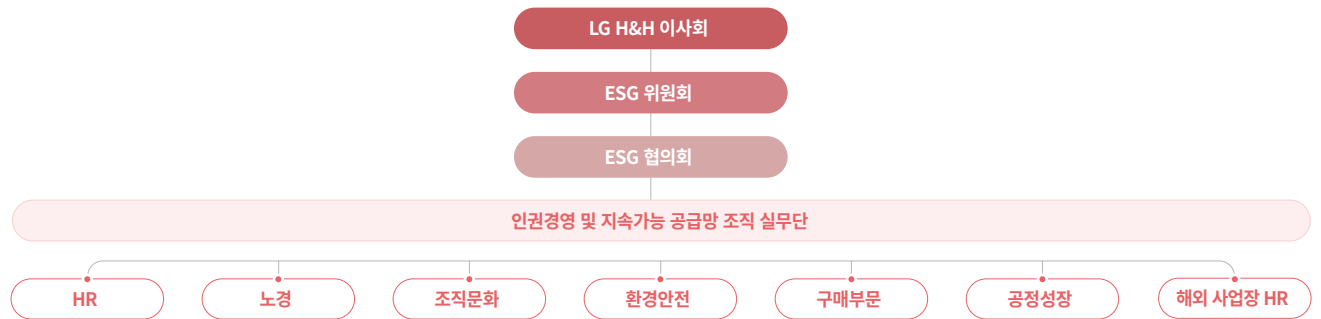 LG H&H 이사회
ESG 위원회
ESG 협의회
인권경영 및 지속가능 공급망 조직 실무단
HR
노경
조직문화
환경안전
구매부문
공정성장
해외 사업장 HR